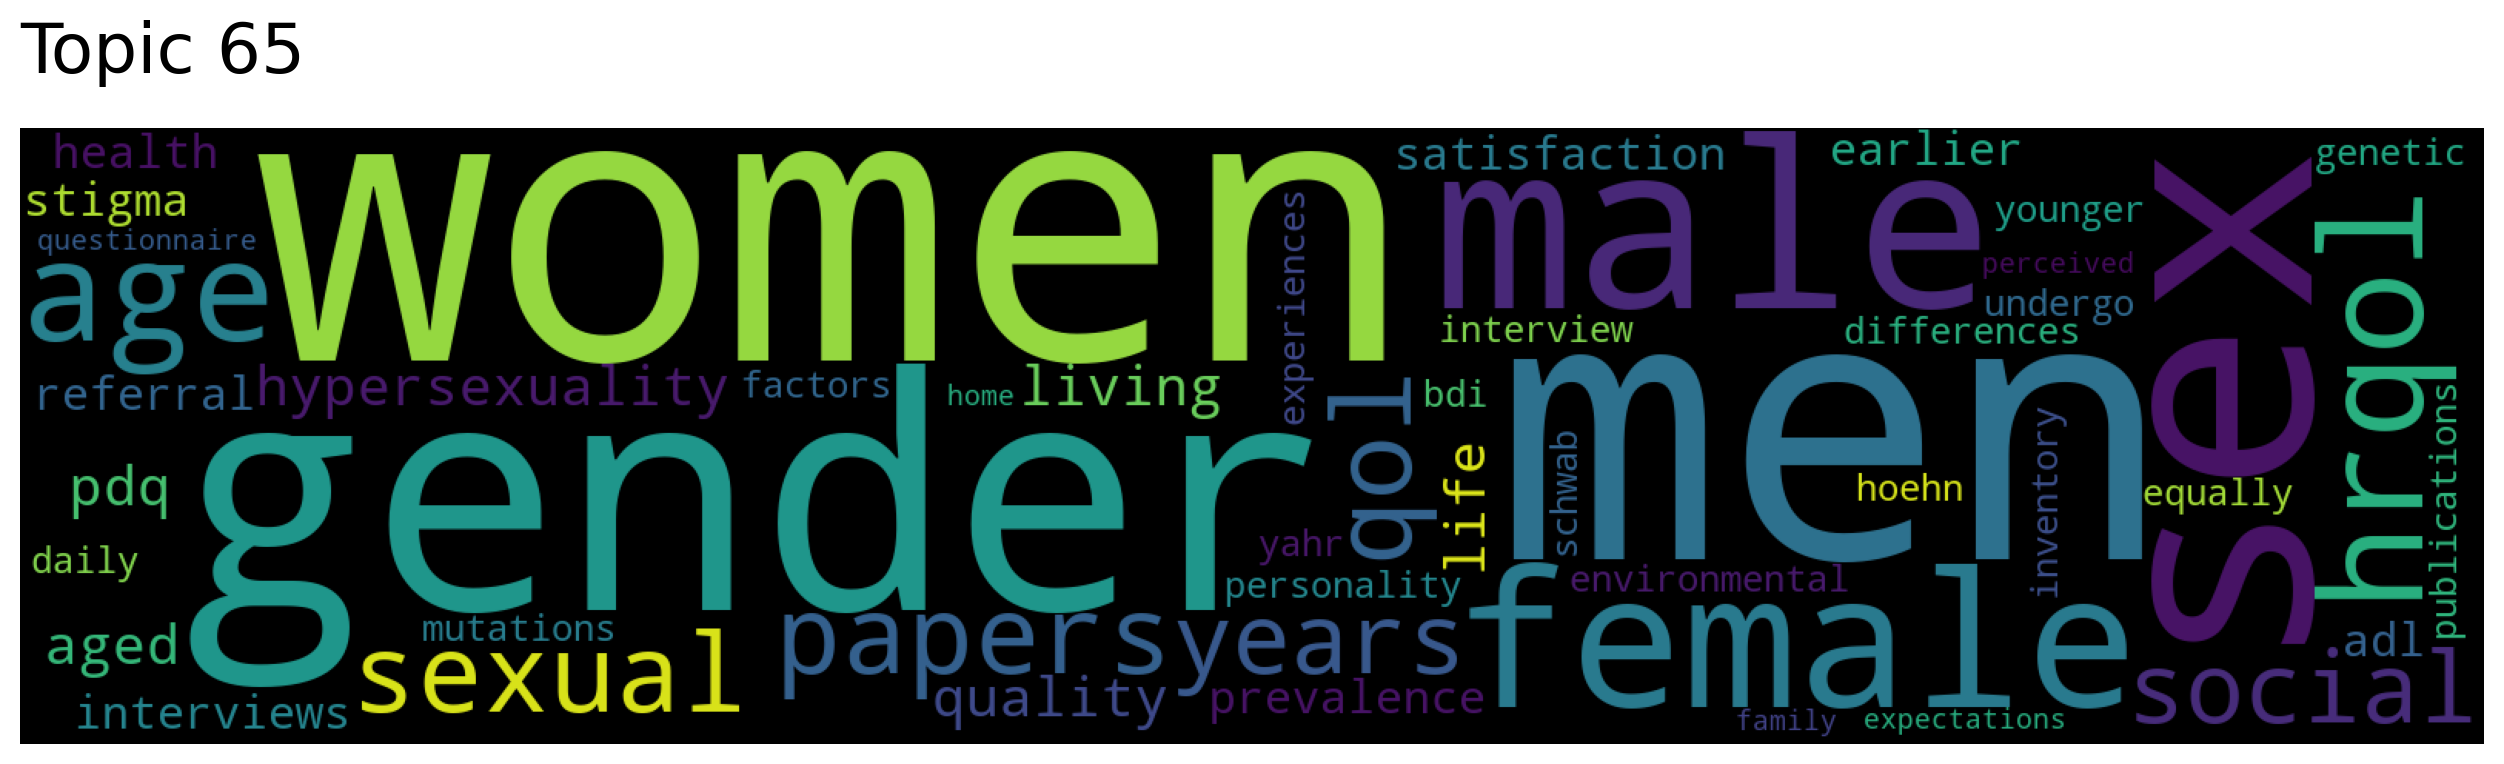 Topic 65
health
stigma
questionnaire
age
women
experiences
satisfaction
male
earlier
genetic
younger
perceived
undergo
interview
differences
sex
hrqol
referral
hypersexuality
factors
home
living
qol
bdi
life
schwab
men
hoehn
inventory
equally
publications
pdq
gender
yahr
daily
personality
environmental
aged
mutations
sexual
papers
years
female
adl
social
interviews
quality
prevalence
family
expectations